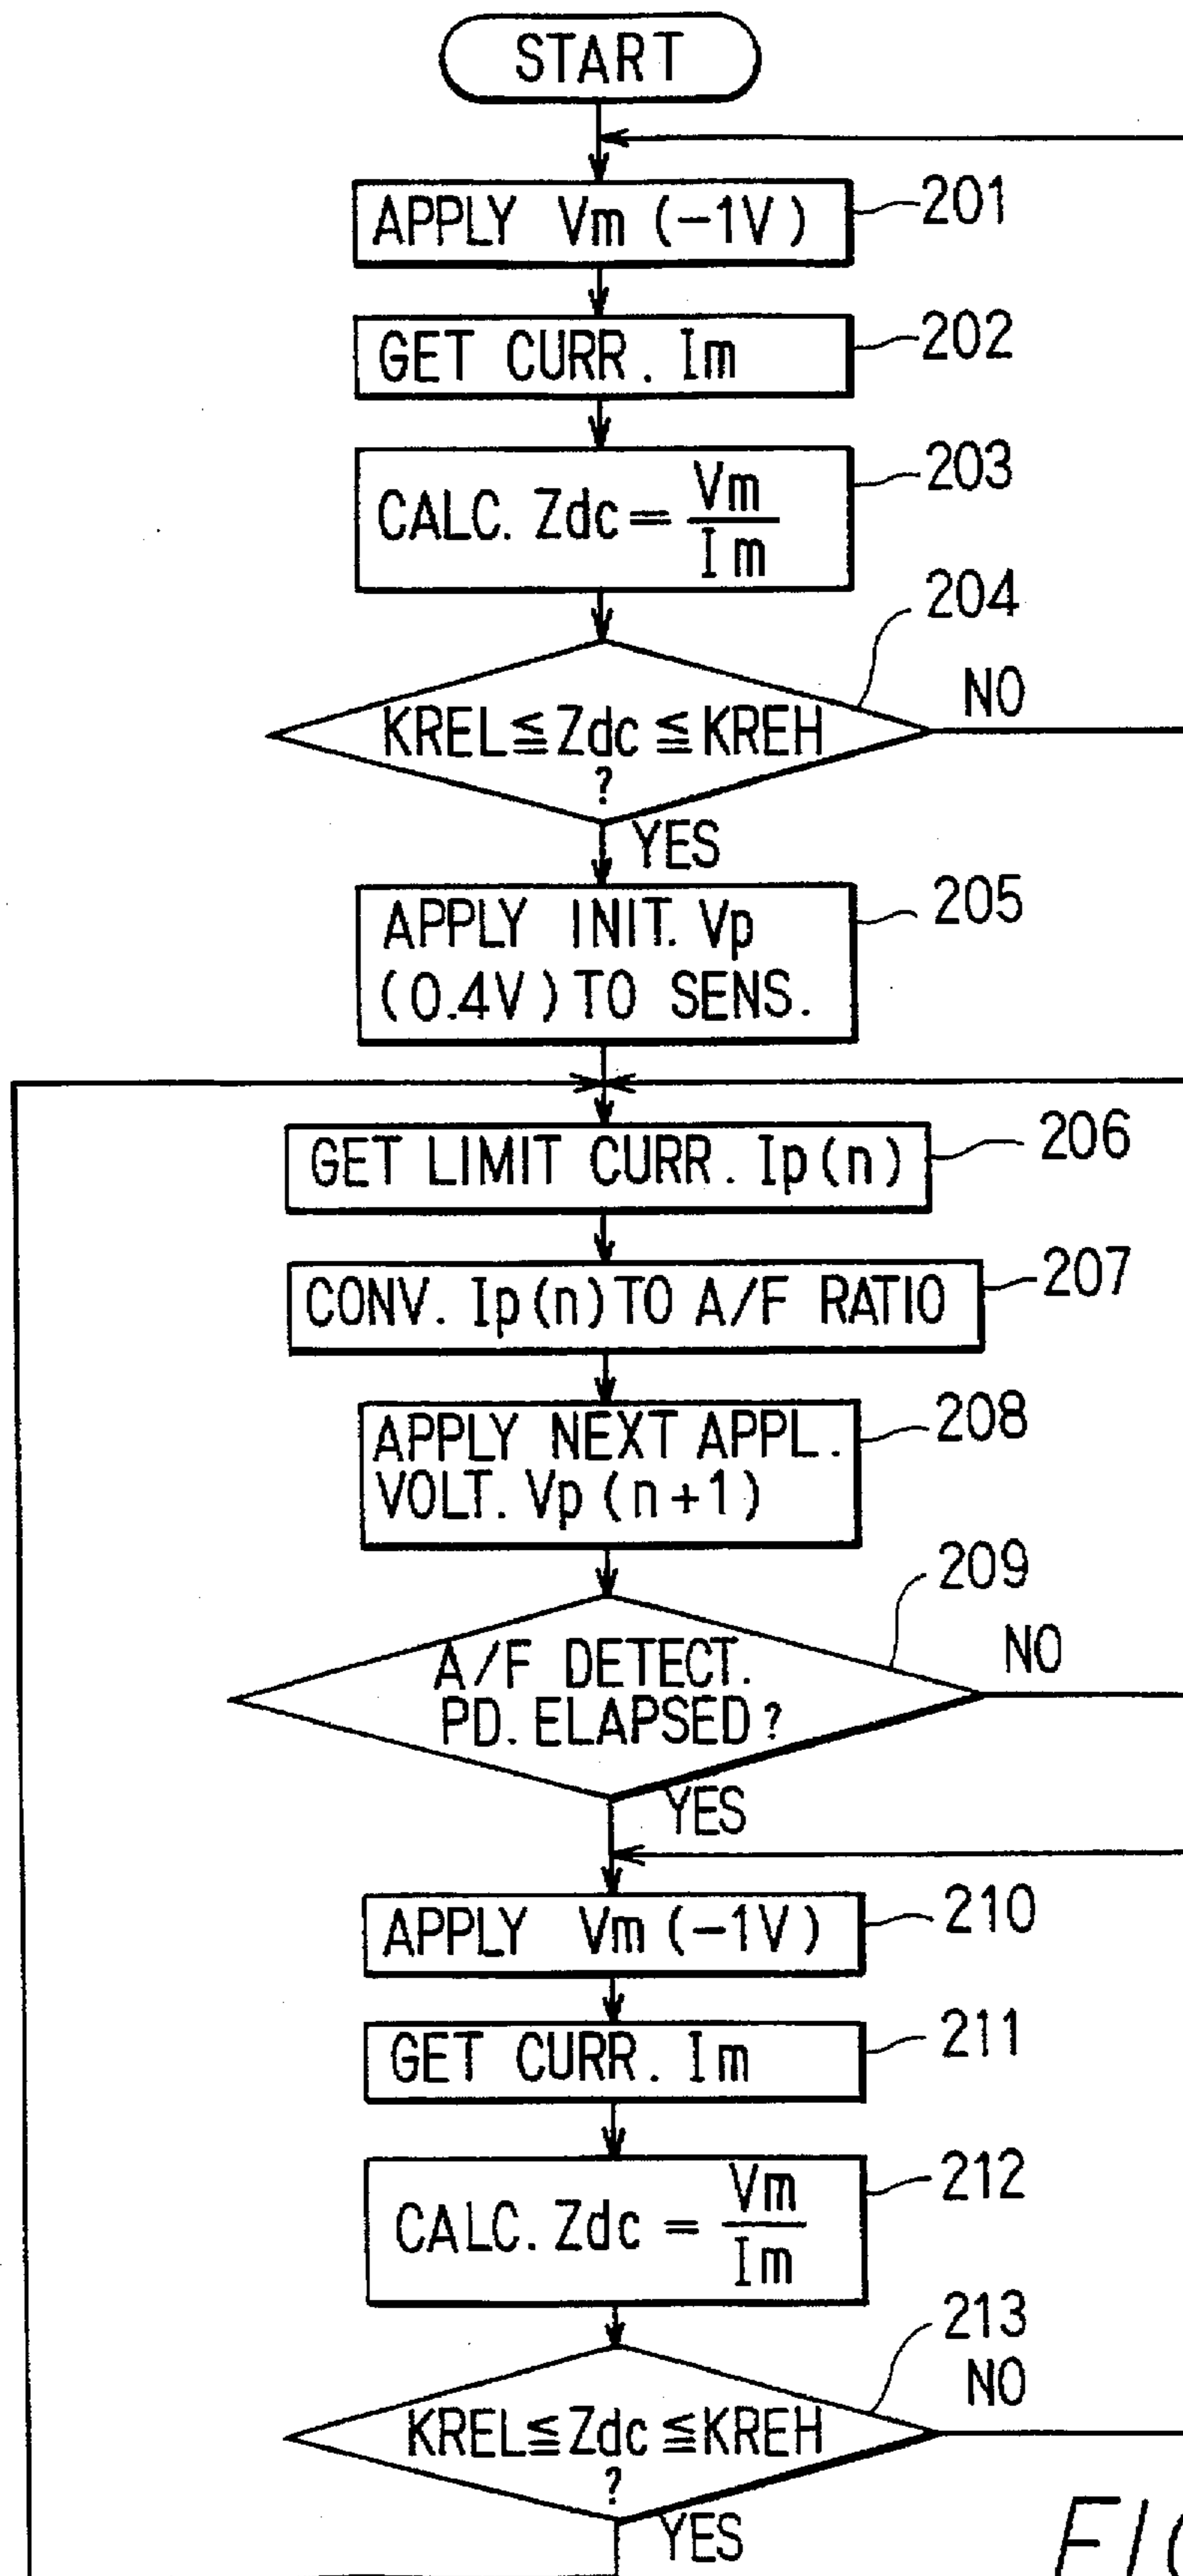 START
APPLY Vm (-1V)
201
GET CURR. Im
202
CALC. Zdc = Vm
Im
203
204
KREL ≦ Zdc ≦ KREH
?
NO
YES
APPLY INIT. Vp
(0.4V) TO SENS.
205
GET LIMIT CURR. Ip(n)
206
CONV. Ip(n) TO A/F RATIO
207
APPLY NEXT APPL.
VOLT. Vp (n+1)
208
209
A/F DETECT.
PD. ELAPSED ?
NO
YES
APPLY Vm (-1V)
210
GET CURR. Im
211
CALC. Zdc = Vm
Im
212
213
KREL ≦ Zdc ≦ KREH
?
NO
YES